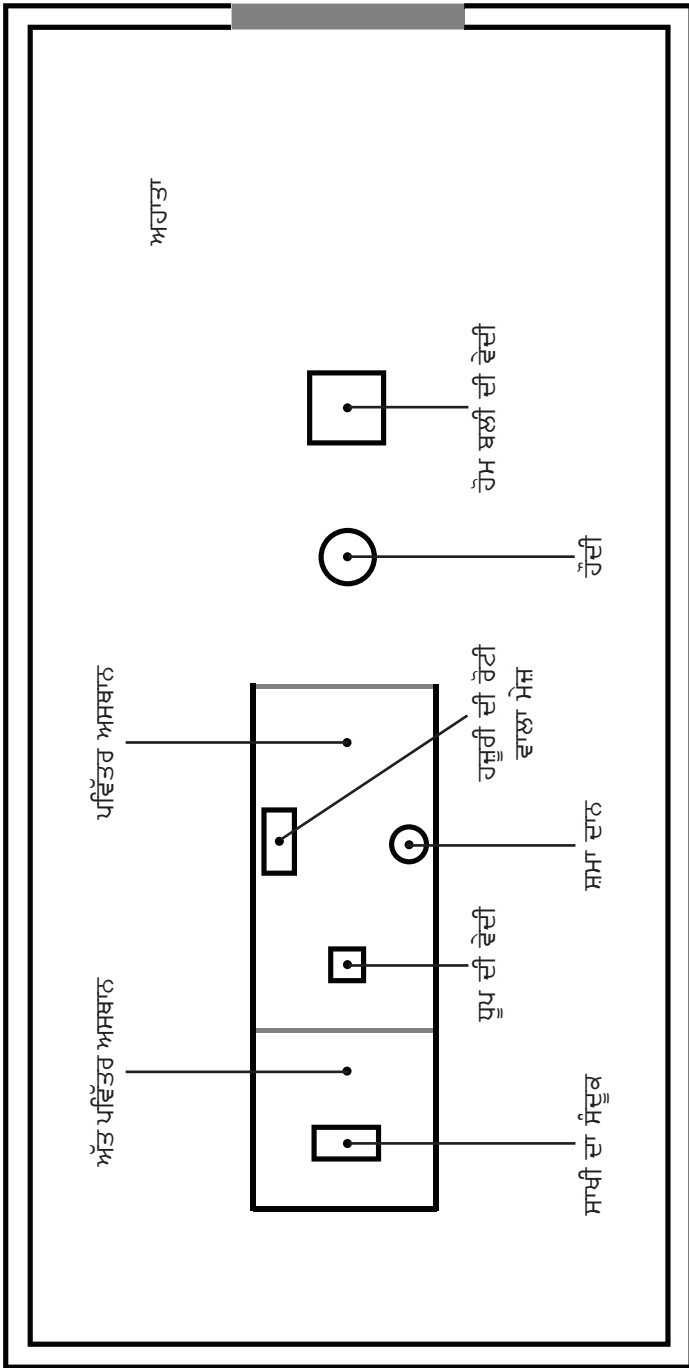 ਅਹਾਤਾ
ਹੋਮ ਬਲੀ ਦੀ ਵੇਦੀ
ਹੌਦੀ
ਪਵਿੱਤਰ ਅਸਥਾਨ
ਹਜ਼ੂਰੀ ਦੀ ਰੋਟੀ
ਵਾਲਾ ਮੇਜ਼
ਸ਼ਮਾ ਦਾਨ
ਧੂਪ ਦੀ ਵੇਦੀ
ਅੱਤ ਪਵਿੱਤਰ ਅਸਥਾਨ
ਸਾਖੀ ਦਾ ਸੰਦੂਕ